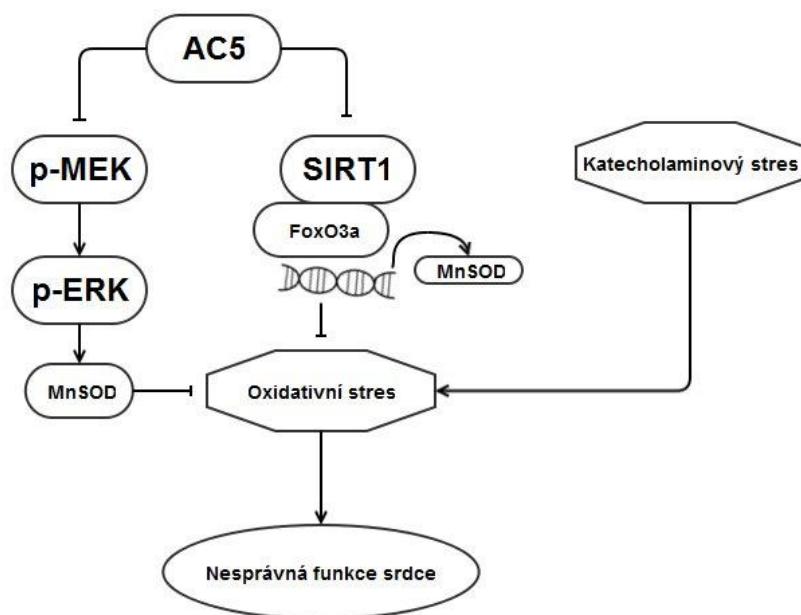 AC5
p-MEK
SIRT1
Katecholaminový stres
FoxO3a
MnSOD
p-ERK
MnSOD
Oxidativní stres
Nesprávná funkce srdce